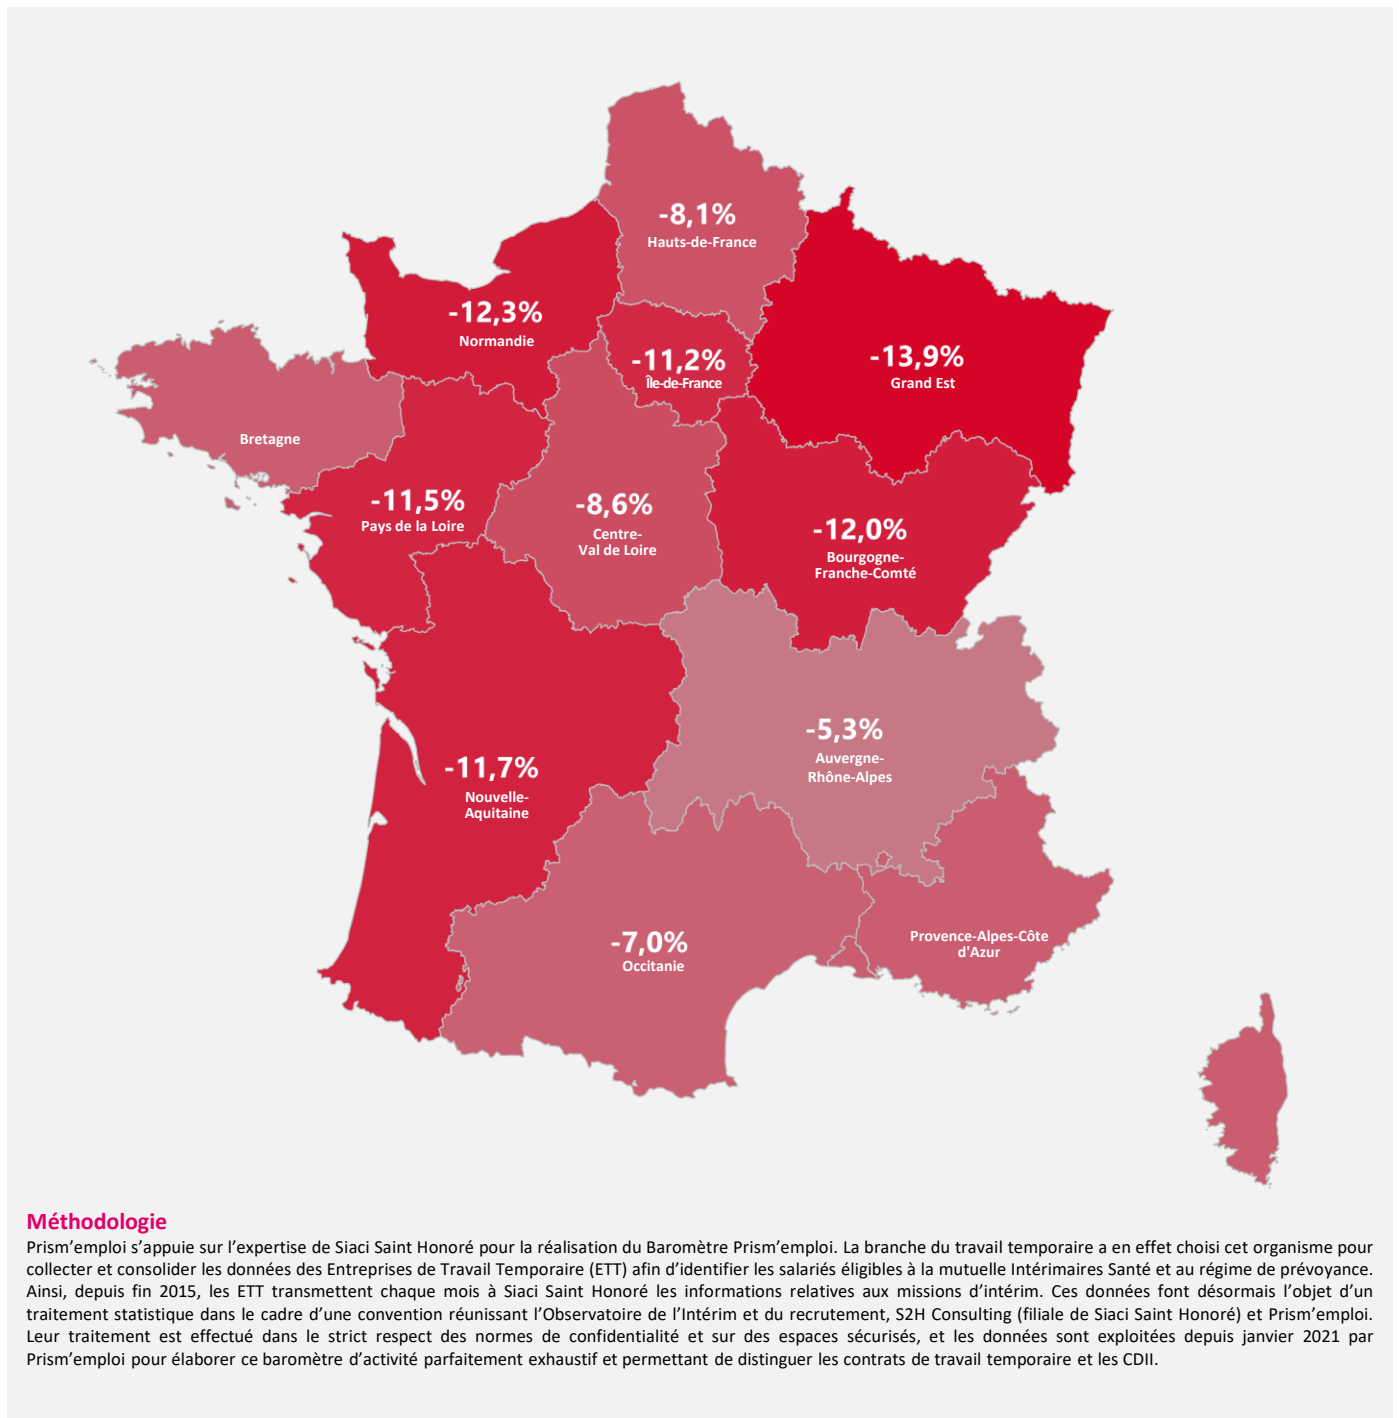 -8,1%
Hauts-de-France
-12,3%
Normandie
-11,2%
Île-de-France
-13,9%
Grand Est
Bretagne
-11,5%
Pays de la Loire
-8,6%
Centre-
Val de Loire
-12,0%
Bourgogne-
Franche-Comté
-5,3%
Auvergne-
Rhône-Alpes
-11,7%
Nouvelle-
Aquitaine
-7,0%
Occitanie
Provence-Alpes-Côte
d'Azur
Méthodologie
Prism’emploi s’appuie sur l’expertise de Siaci Saint Honoré pour la réalisation du Baromètre Prism’emploi. La branche du travail temporaire a en effet choisi cet organisme pour
collecter et consolider les données des Entreprises de Travail Temporaire (ETT) afin d’identifier les salariés éligibles à la mutuelle Intérimaires Santé et au régime de prévoyance.
Ainsi, depuis fin 2015, les ETT transmettent chaque mois à Siaci Saint Honoré les informations relatives aux missions d’intérim. Ces données font désormais l’objet d’un
traitement statistique dans le cadre d’une convention réunissant l’Observatoire de l’Intérim et du recrutement, S2H Consulting (filiale de Siaci Saint Honoré) et Prism’emploi.
Leur traitement est effectué dans le strict respect des normes de confidentialité et sur des espaces sécurisés, et les données sont exploitées depuis janvier 2021 par
Prism’emploi pour élaborer ce baromètre d’activité parfaitement exhaustif et permettant de distinguer les contrats de travail temporaire et les CDII.